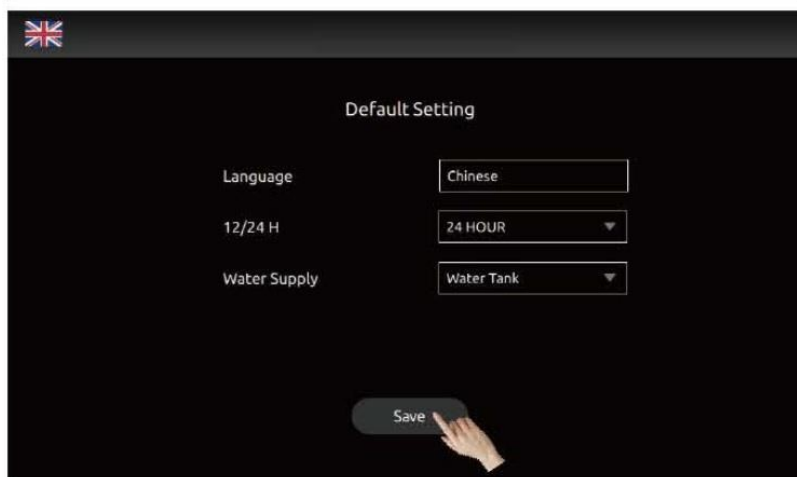 Default Setting
Language Chinese
12/24 H 24 HOUR
Water Supply Water Tank
Save